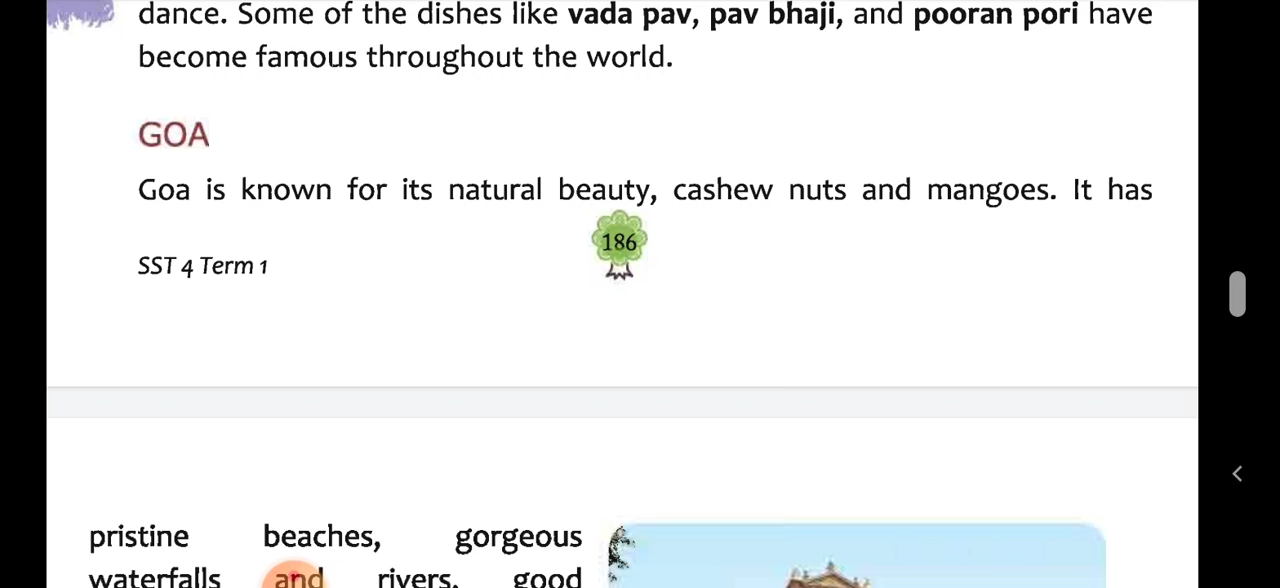 dance. Some of the dishes like vada pav, pav bhaji, and pooran pori have
become famous throughout the world.
GOA
Goa is known for its natural beauty, cashew nuts and mangoes. It has
186
SST 4 Term 1
pristine beaches, gorgeous
waterfalls and rivers, good